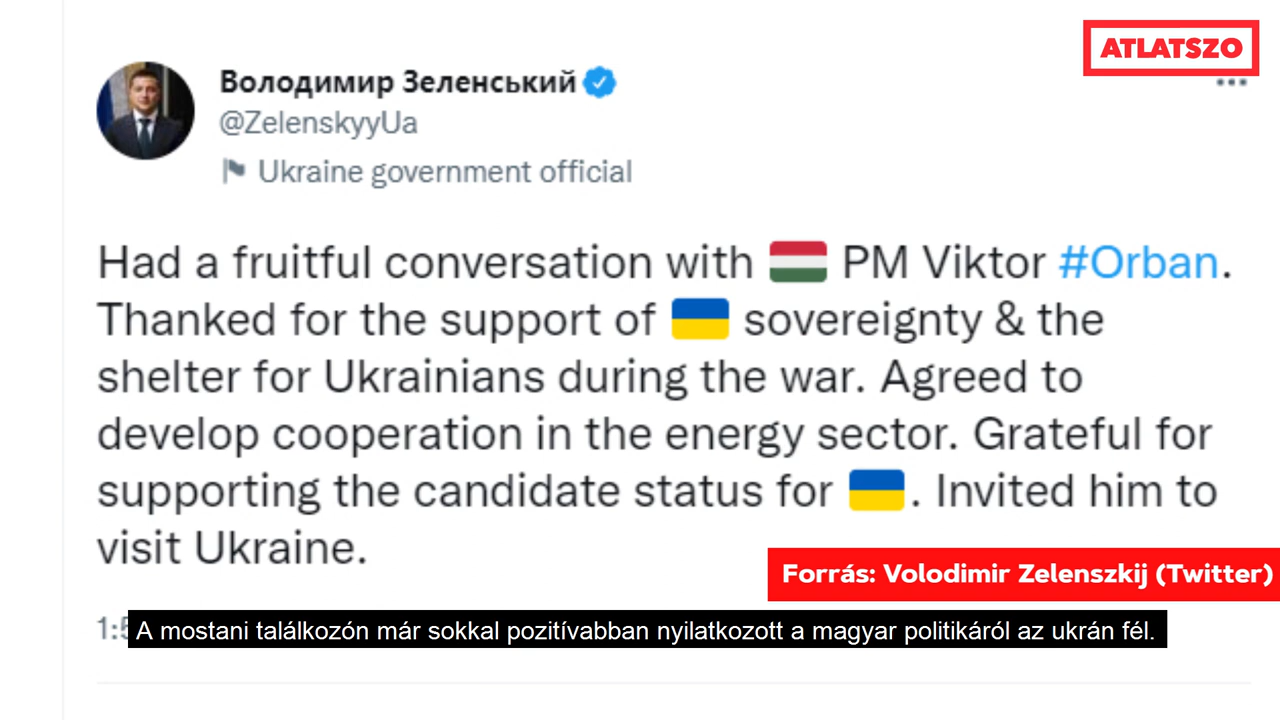 ATLATSZO
Володимир Зеленський
@ZelenskyyUa
Ukraine government official
Had a fruitful conversation with 🇭🇺 PM Viktor #Orban.
Thanked for the support of 🇺🇦 sovereignty & the
shelter for Ukrainians during the war. Agreed to
develop cooperation in the energy sector. Grateful for
supporting the candidate status for 🇺🇦. Invited him to
visit Ukraine.
Forrás: Volodimir Zelenszkij (Twitter)
A mostani találkozón már sokkal pozitívabban nyilatkozott a magyar politikáról az ukrán fél.